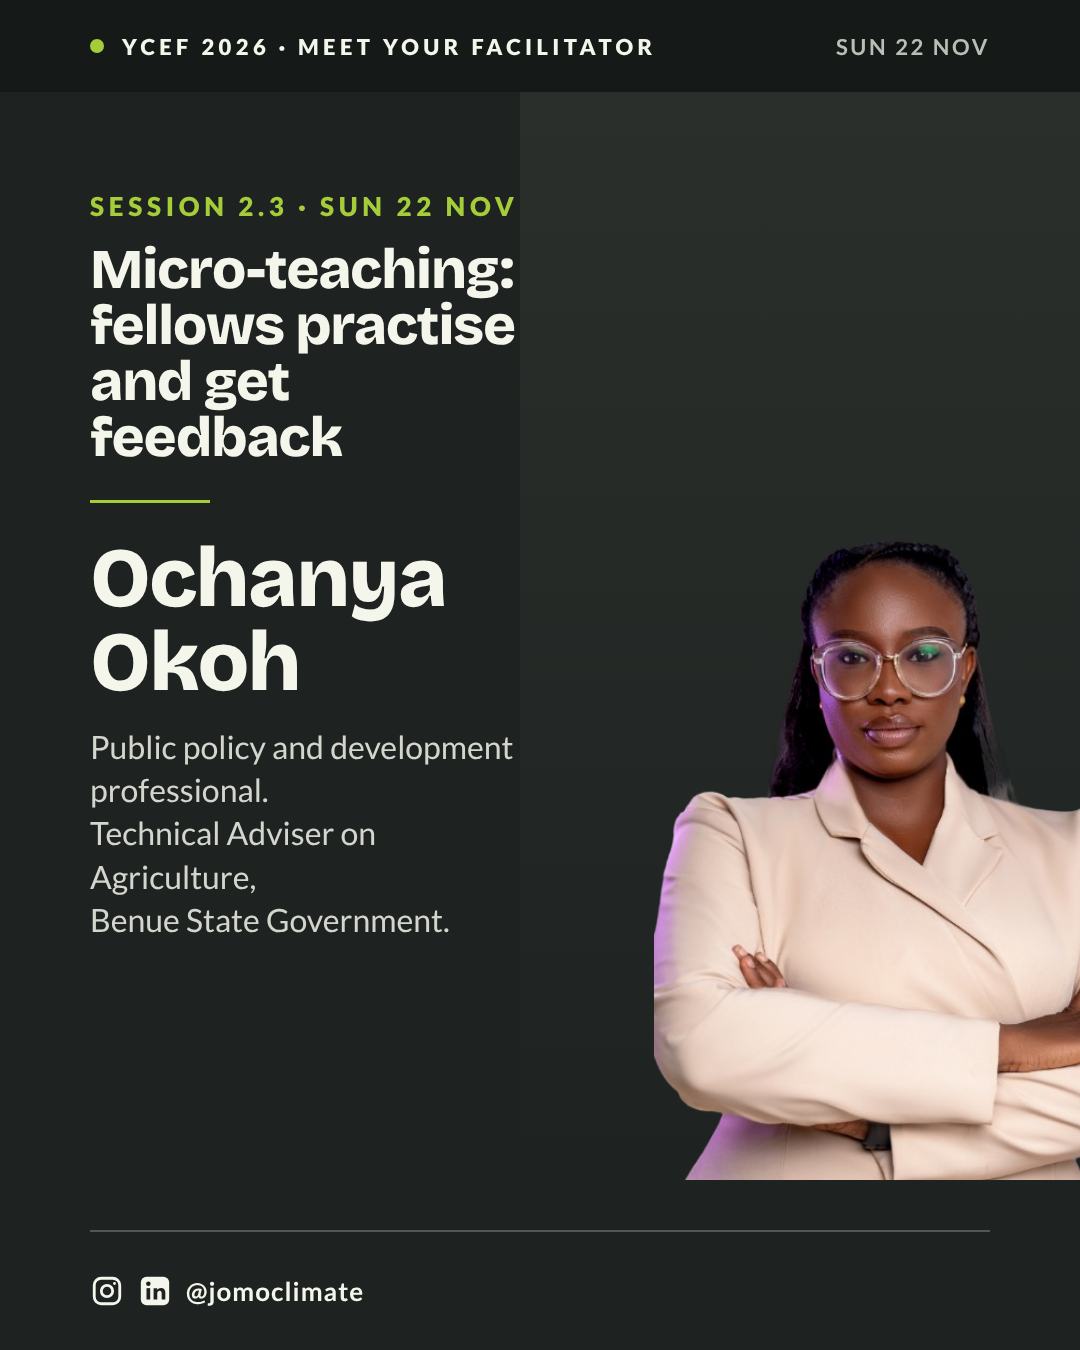 YCEF 2026 · MEET YOUR FACILITATOR
SUN 22 NOV
SESSION 2.3 · SUN 22 NOV
Micro-teaching:
fellows practise
and get
feedback
Ochanya
Okoh
Public policy and development
professional.
Technical Adviser on
Agriculture,
Benue State Government.
@jomoclimate